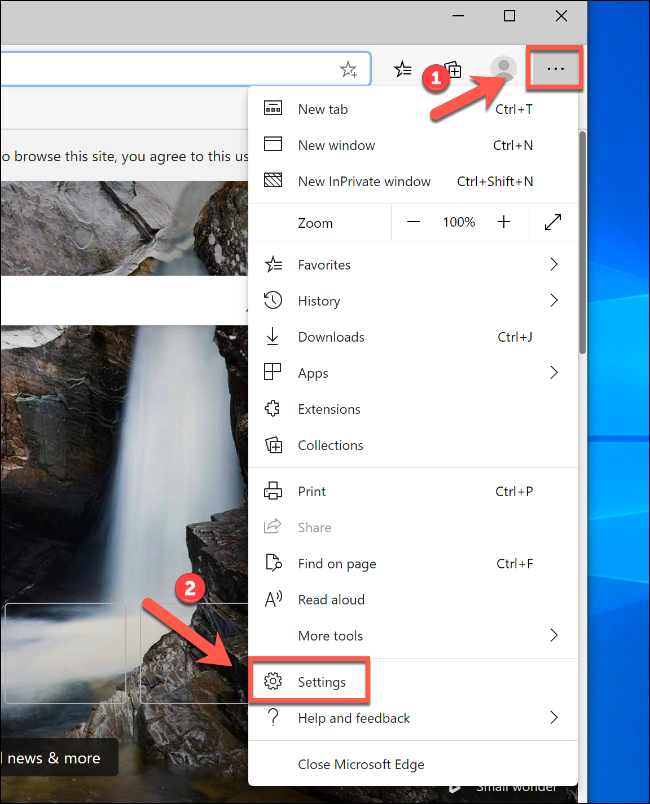 1
o browse this site, you agree to this us
New tab Ctrl+T
New window Ctrl+N
New InPrivate window Ctrl+Shift+N
Zoom 100%
Favorites
History
Downloads Ctrl+J
Apps
Extensions
Collections
Print Ctrl+P
Share
Find on page Ctrl+F
2
A Read aloud
More tools
Settings
? Help and feedback
news & more
Close Microsoft Edge
Small wonder